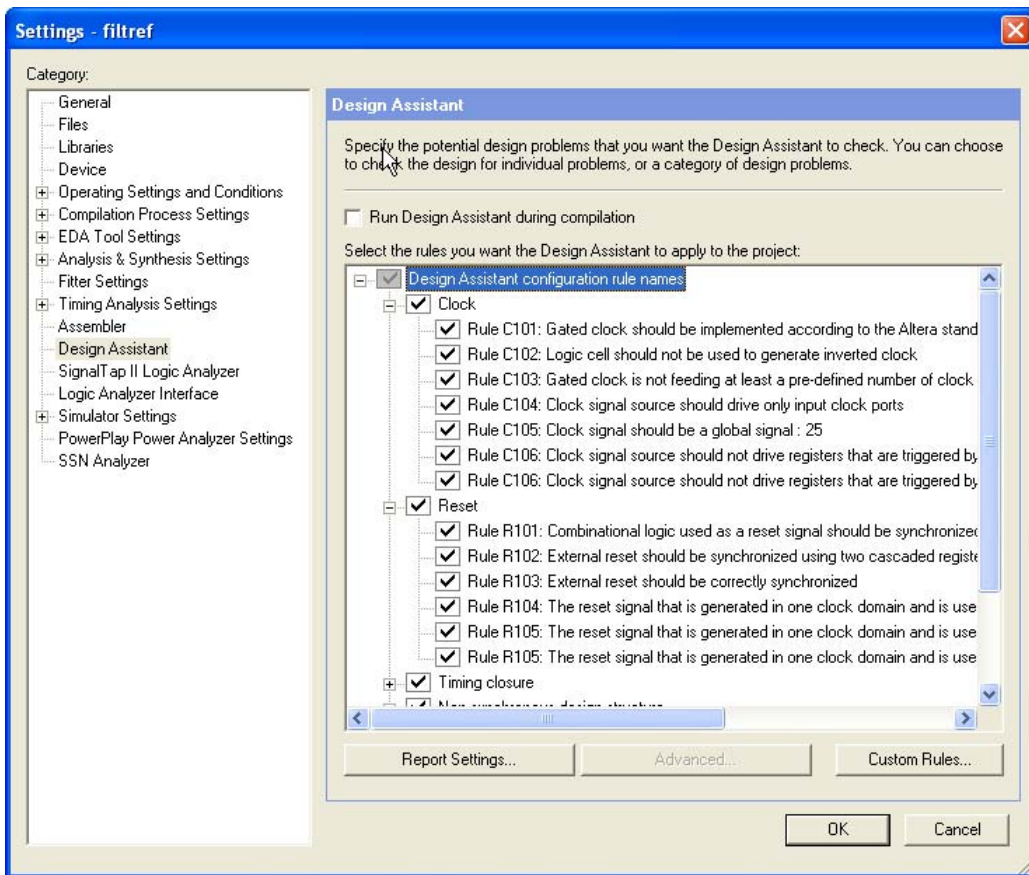 Settings - filtref
Category:
General
Files
Libraries
Device
Operating Settings and Conditions
Compilation Process Settings
EDA Tool Settings
Analysis & Synthesis Settings
Fitter Settings
Timing Analysis Settings
Assembler
Design Assistant
SignalTap II Logic Analyzer
Logic Analyzer Interface
Simulator Settings
PowerPlay Power Analyzer Settings
SSN Analyzer
Design Assistant
Specify the potential design problems that you want the Design Assistant to check. You can choose
to check the design for individual problems, or a category of design problems.
Run Design Assistant during compilation
Select the rules you want the Design Assistant to apply to the project:
Design Assistant configuration rule names
Clock
Rule C101: Gated clock should be implemented according to the Altera stand
Rule C102: Logic cell should not be used to generate inverted clock
Rule C103: Gated clock is not feeding at least a pre-defined number of clock
Rule C104: Clock signal source should drive only input clock ports
Rule C105: Clock signal should be a global signal : 25
Rule C106: Clock signal source should not drive registers that are triggered by
Rule C106: Clock signal source should not drive registers that are triggered by
Reset
Rule R101: Combinational logic used as a reset signal should be synchronized
Rule R102: External reset should be synchronized using two cascaded registe
Rule R103: External reset should be correctly synchronized
Rule R104: The reset signal that is generated in one clock domain and is use
Rule R105: The reset signal that is generated in one clock domain and is use
Rule R105: The reset signal that is generated in one clock domain and is use
Timing closure
Non-synchronous design structure
Report Settings...
Advanced...
Custom Rules...
OK
Cancel